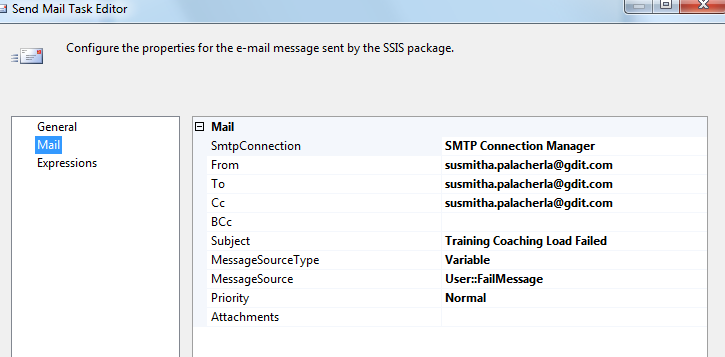 Send Mail Task Editor
Configure the properties for the e-mail message sent by the SSIS package.
General
Mail
Expressions
Mail
SmtpConnection SMTP Connection Manager
From susmitha.palacherla@gdit.com
To susmitha.palacherla@gdit.com
Cc susmitha.palacherla@gdit.com
BCc
Subject Training Coaching Load Failed
MessageSourceType Variable
MessageSource User::FailMessage
Priority Normal
Attachments